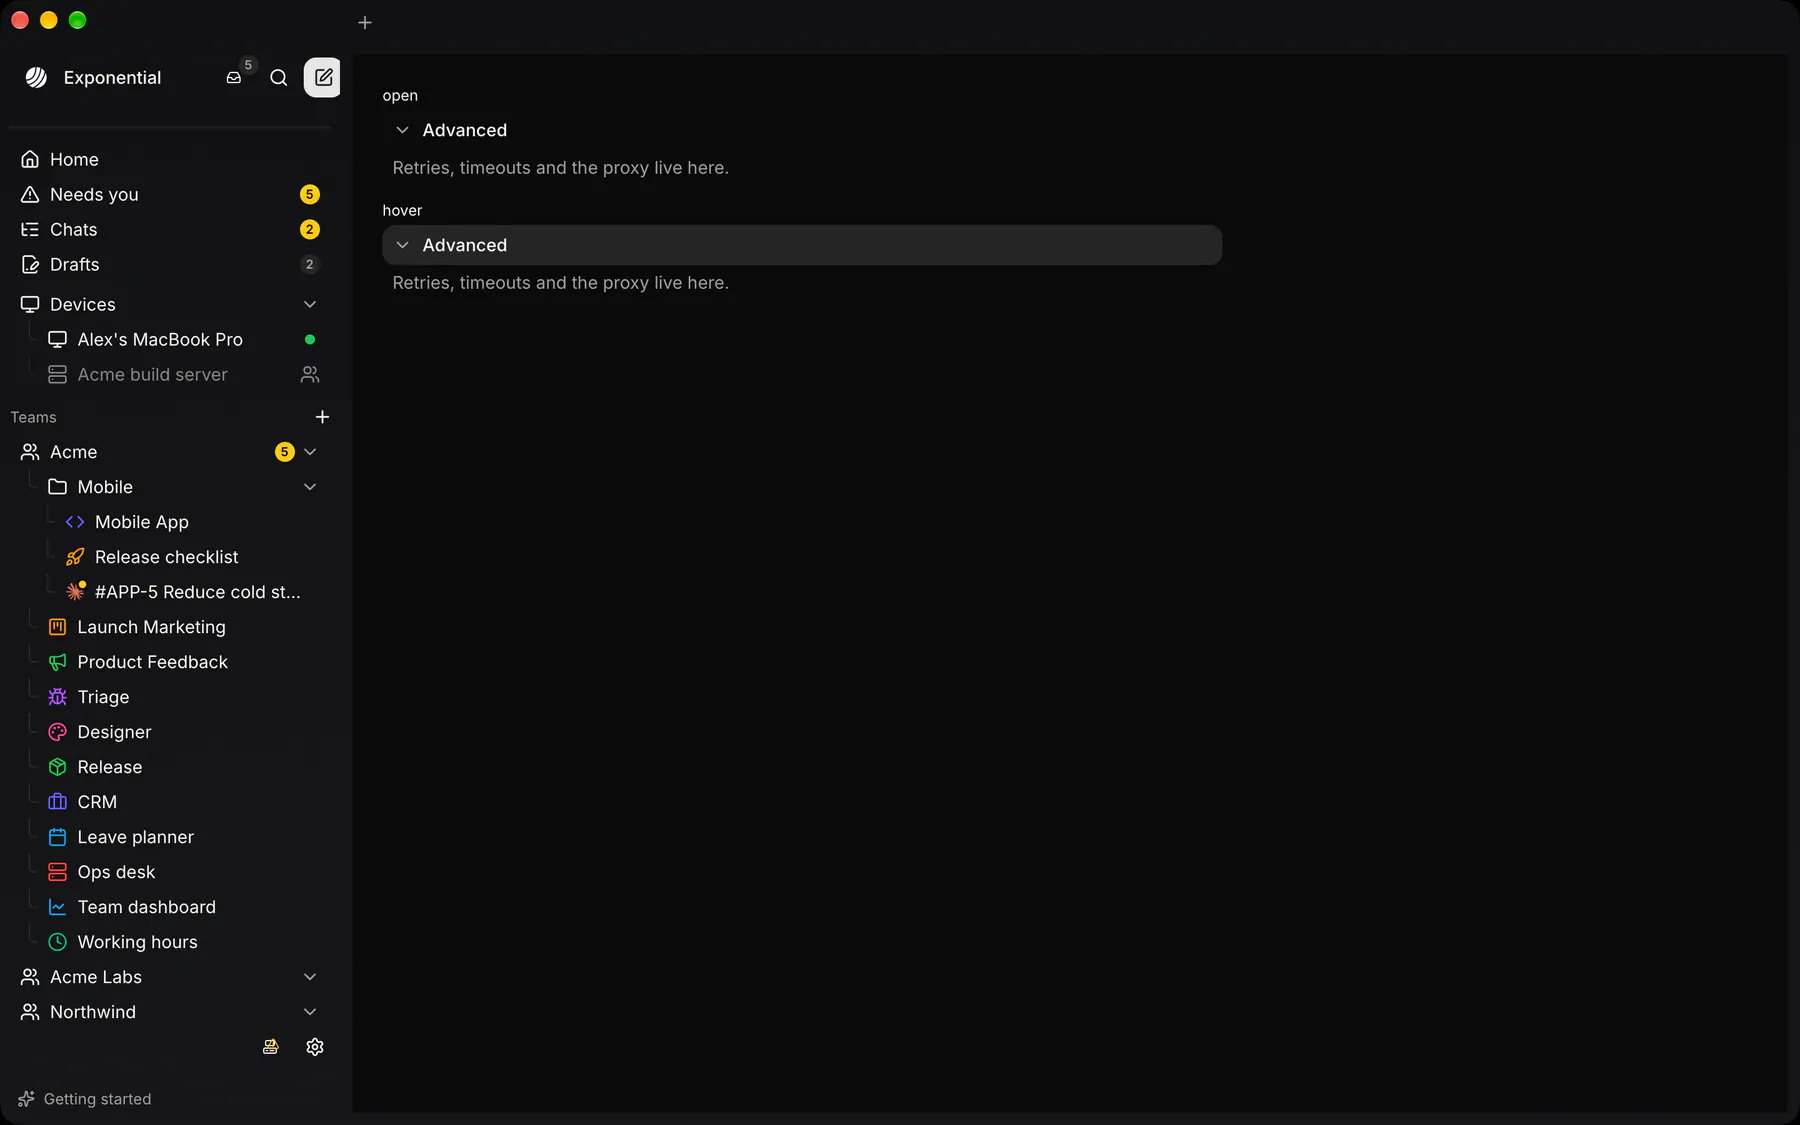 Exponential
5
Home
Needs you
5
Chats
2
Drafts
2
Devices
Alex's MacBook Pro
Acme build server
Teams
Acme
5
Mobile
Mobile App
Release checklist
#APP-5 Reduce cold st...
Launch Marketing
Product Feedback
Triage
Designer
Release
CRM
Leave planner
Ops desk
Team dashboard
Working hours
Acme Labs
Northwind
Getting started
open
Advanced
Retries, timeouts and the proxy live here.
hover
Advanced
Retries, timeouts and the proxy live here.